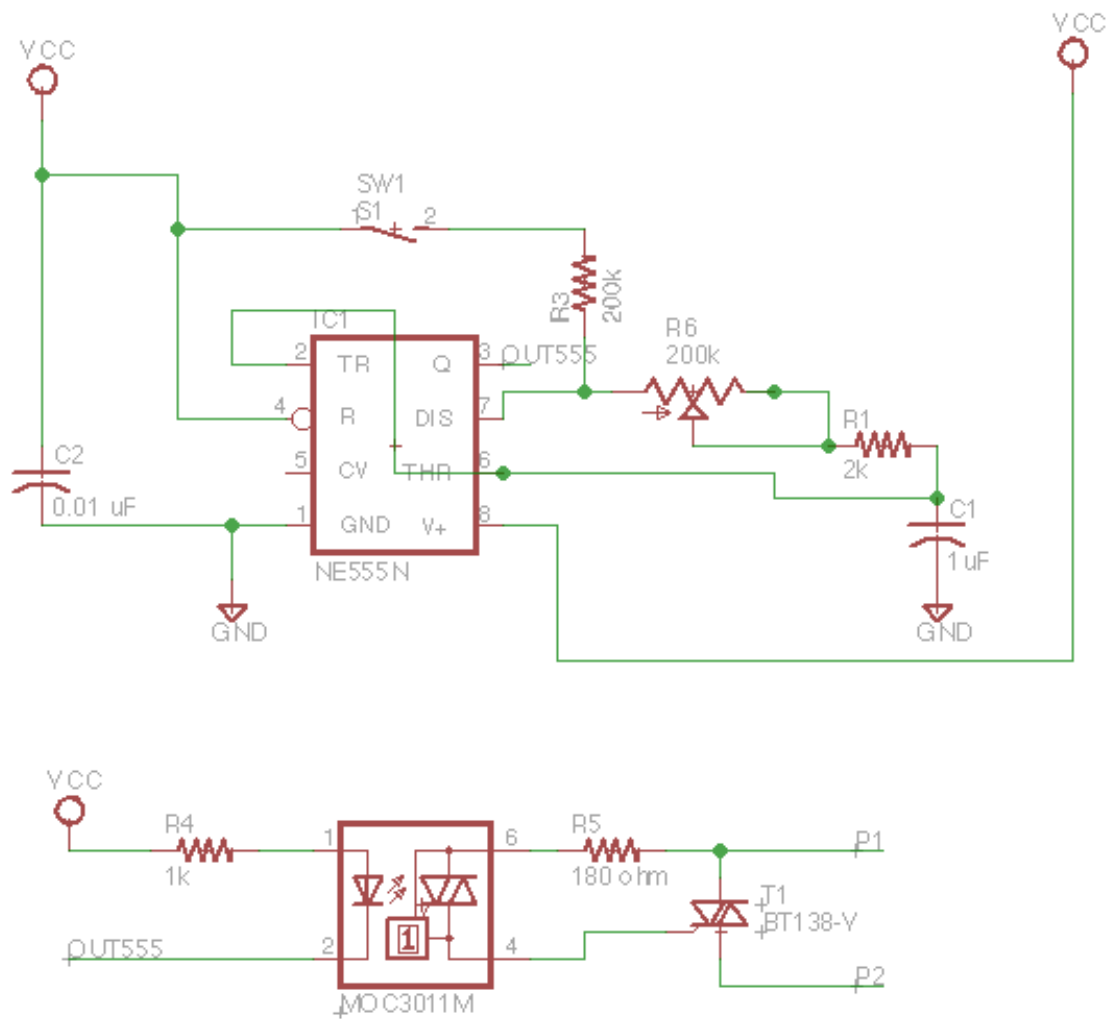 VCC
VCC
SW1
S1
1
2
R3
200k
IC1
R6
200k
2
TR
Q
3
OUT555
4
R
DIS
7
R1
2k
5
CV
THR
6
C2
0.01 uF
1
GND
V+
8
C1
1uF
NE555N
GND
GND
VCC
R4
1k
1
6
R5
180 ohm
P1
T1
BT138-V
1
OUT555
2
4
P2
MOC3011M